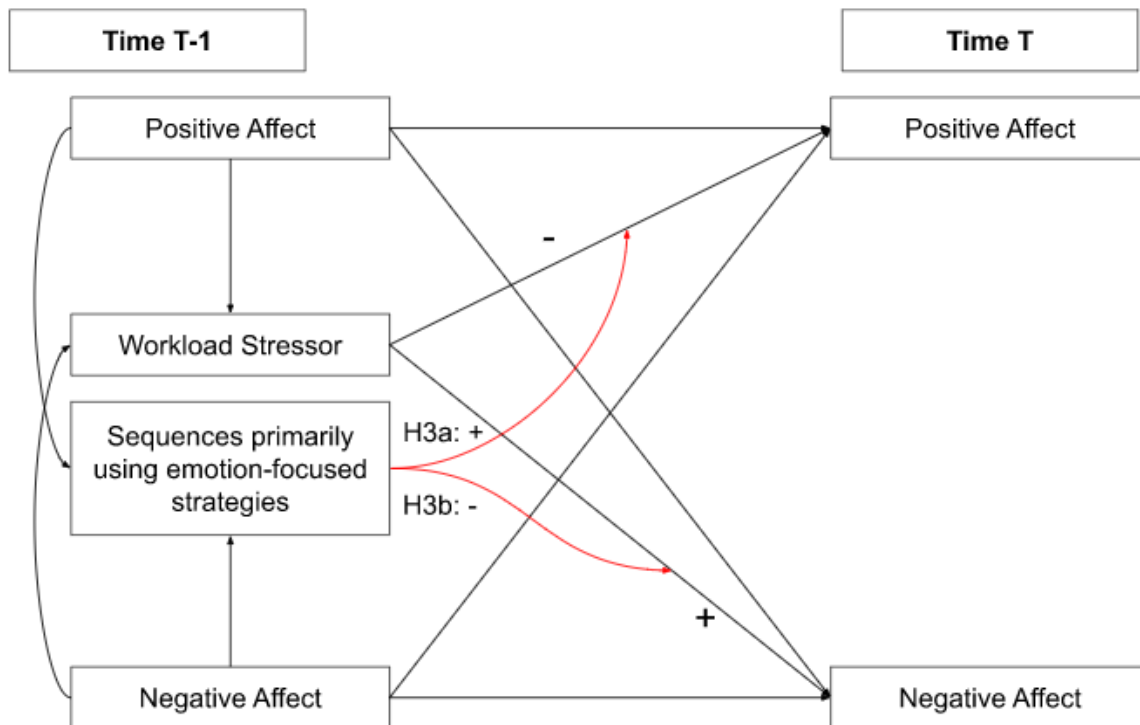 Time T-1
Time T
Positive Affect
Positive Affect
-
Workload Stressor
Sequences primarily
using emotion-focused
strategies
H3a: +
H3b: -
+
Negative Affect
Negative Affect